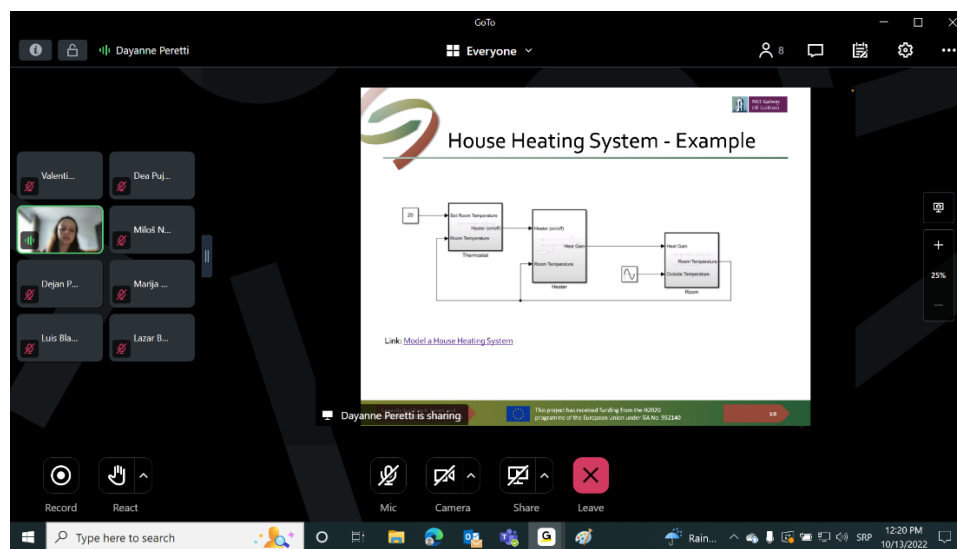 GoTo
Dayanne Peretti
Everyone
8
Valenti...
Dea Puj...
Miloš N...
Dejan P...
Marija ...
Luis Bla...
Lazar B...
NUI Galway
OÉ Gaillimh
House Heating System - Example
20
Set Room Temperature
Heater (on/off)
Room Temperature
Thermostat
Heater (on/off)
Heat Gain
Room Temperature
Heater
Heat Gain
Room Temperature
Outside Temperature
Room
Link: Model a House Heating System
Dayanne Peretti is sharing
This project has received funding from the H2020
programme of the European Union under GA No. 952140
10
25%
Record
React
Mic
Camera
Share
Leave
Type here to search
G
Rain...
SRP
12:20 PM
10/13/2022